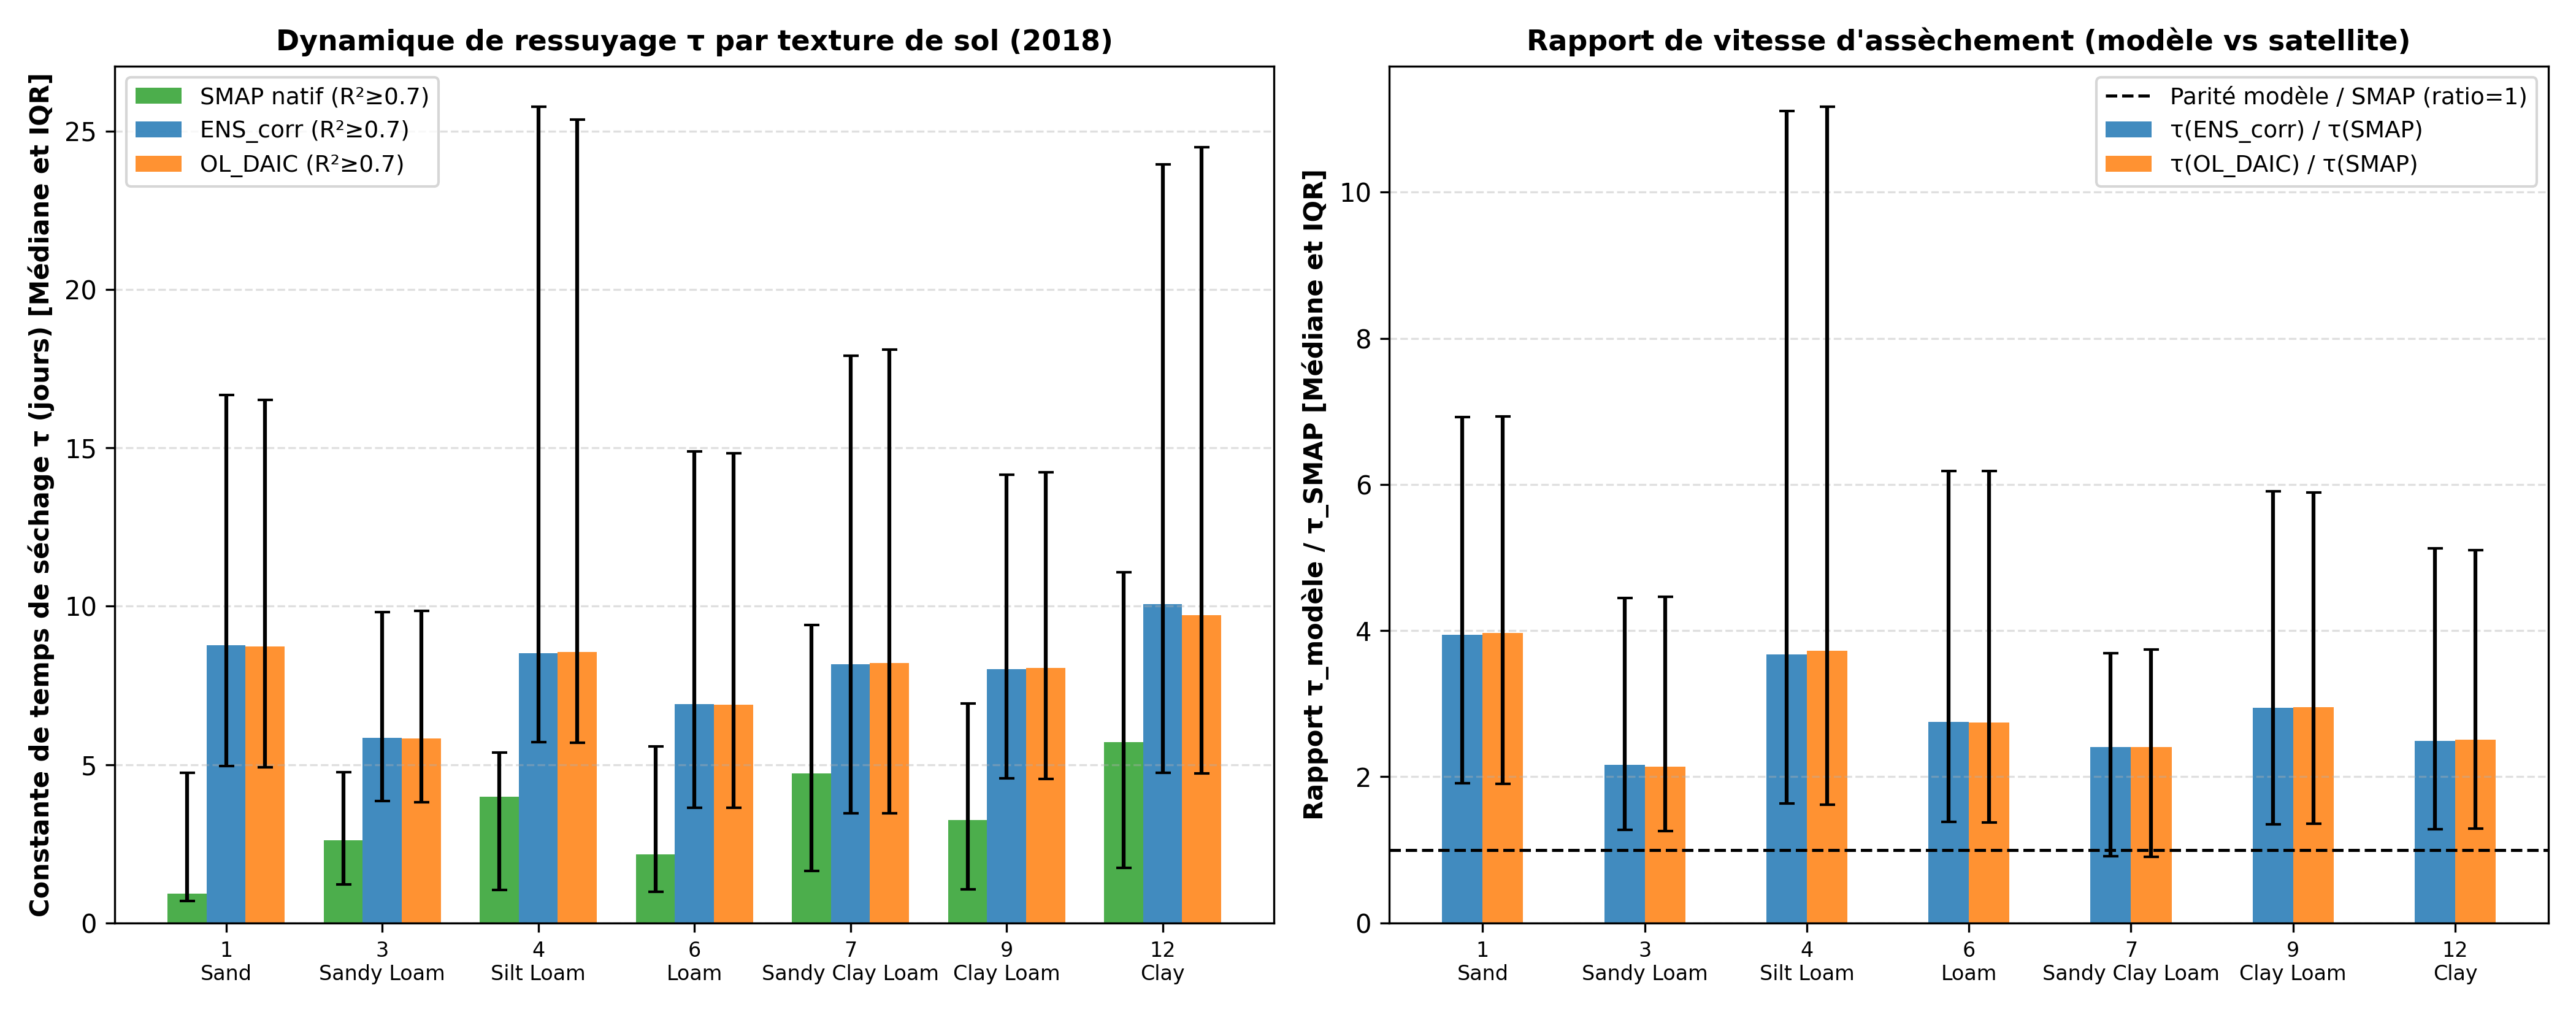 Dynamique de ressuyage τ par texture de sol (2018)
Constante de temps de séchage τ (jours) [Médiane et IQR]
25
20
15
10
5
0
SMAP natif (R²≥0.7)
ENS_corr (R²≥0.7)
OL_DAIC (R²≥0.7)
1
Sand
3
Sandy Loam
4
Silt Loam
6
Loam
7
Sandy Clay Loam
9
Clay Loam
12
Clay
Rapport de vitesse d'assèchement (modèle vs satellite)
Rapport τ_modèle / τ_SMAP [Médiane et IQR]
10
8
6
4
2
0
Parité modèle / SMAP (ratio=1)
τ(ENS_corr) / τ(SMAP)
τ(OL_DAIC) / τ(SMAP)
1
Sand
3
Sandy Loam
4
Silt Loam
6
Loam
7
Sandy Clay Loam
9
Clay Loam
12
Clay